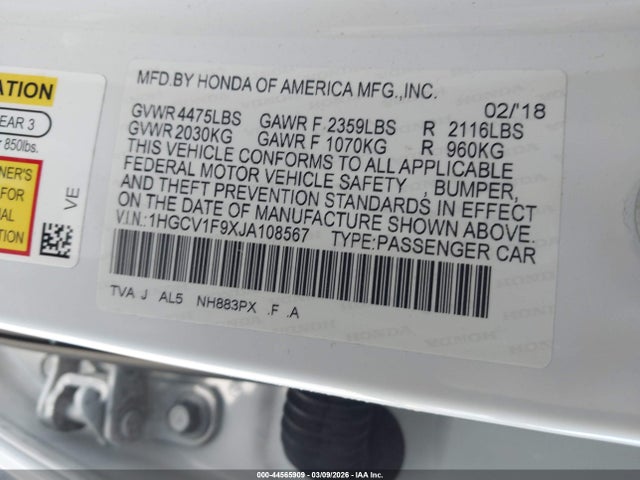 ATION
EAR 3
850lbs.
NER'S
FOR
VE
MFD.BY HONDA OF AMERICA MFG.,INC. 02/'18
GVWR 4475LBS GAWR F 2359LBS R 2116LBS
GVWR 2030KG GAWR F 1070KG R 960KG
THIS VEHICLE CONFORMS TO ALL APPLICABLE
FEDERAL MOTOR VEHICLE SAFETY , BUMPER,
AND THEFT PREVENTION STANDARDS IN EFFECT
ON THE DATE OF MANUFACTURE SHOWN ABOVE.
V.I.N.:1HGCV1F9XJA108567 TYPE:PASSENGER CAR
TVA J AL5 NH883PX .F .A
000-44565909 | 03/09/2026 | IAA Inc.